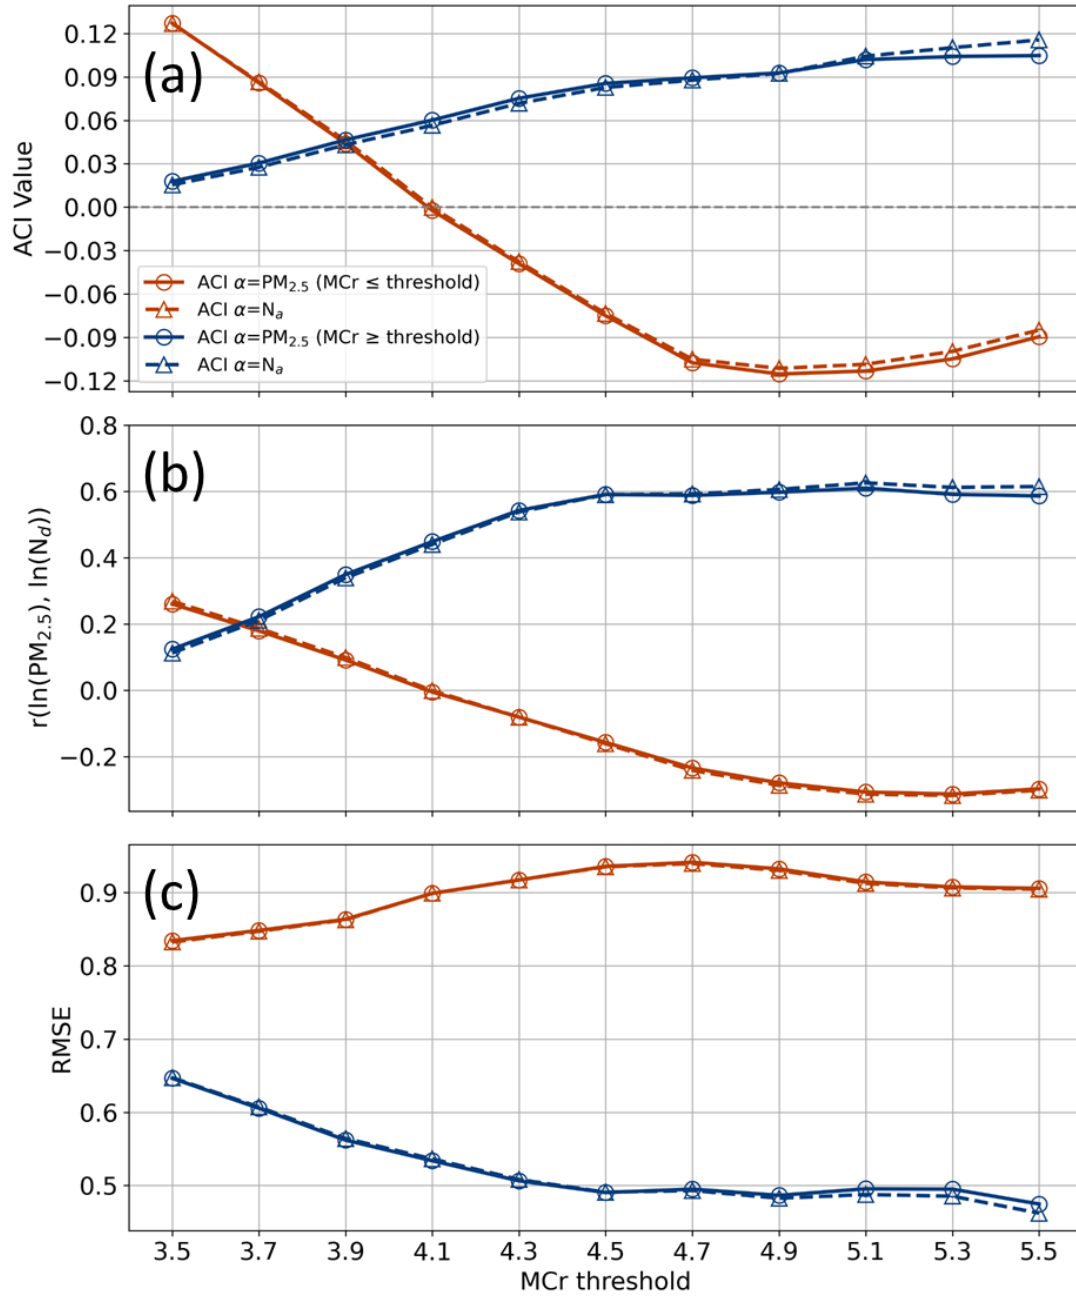 (a)
ACI Value
0.12
0.09
0.06
0.03
0.00
−0.03
−0.06
−0.09
−0.12
ACI α=PM₂.₅ (MCr ≤ threshold)
ACI α=Nₐ
ACI α=PM₂.₅ (MCr ≥ threshold)
ACI α=Nₐ
(b)
r(ln(PM₂.₅), ln(N_d))
0.8
0.6
0.4
0.2
0.0
−0.2
(c)
RMSE
0.9
0.8
0.7
0.6
0.5
3.5 3.7 3.9 4.1 4.3 4.5 4.7 4.9 5.1 5.3 5.5
MCr threshold